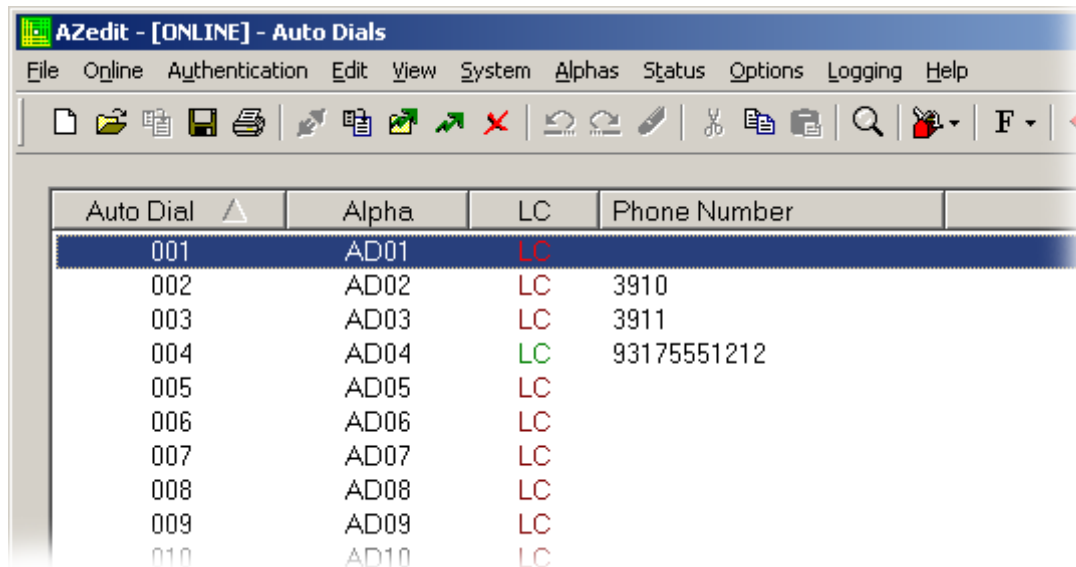 AZedit - [ONLINE] - Auto Dials
File Online Authentication Edit View System Alphas Status Options Logging Help
F
Auto Dial Alpha LC Phone Number
001 AD01 LC
002 AD02 LC 3910
003 AD03 LC 3911
004 AD04 LC 93175551212
005 AD05 LC
006 AD06 LC
007 AD07 LC
008 AD08 LC
009 AD09 LC
010 AD10 LC